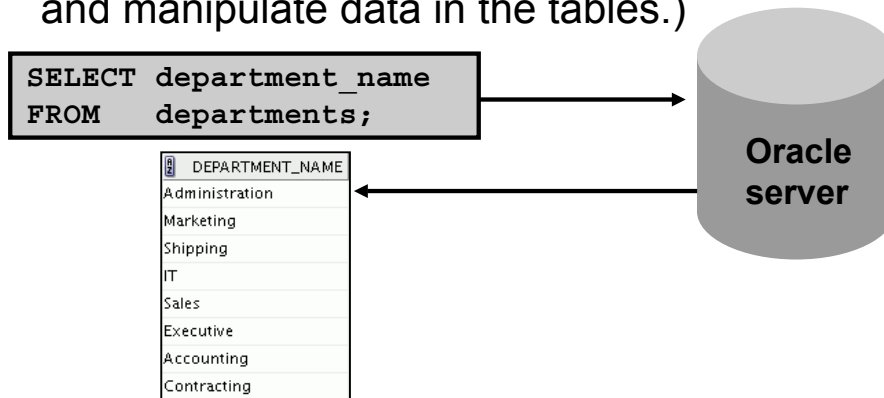 and manipulate data in the tables.)
SELECT department_name
FROM departments;
Oracle
server
DEPARTMENT_NAME
Administration
Marketing
Shipping
IT
Sales
Executive
Accounting
Contracting